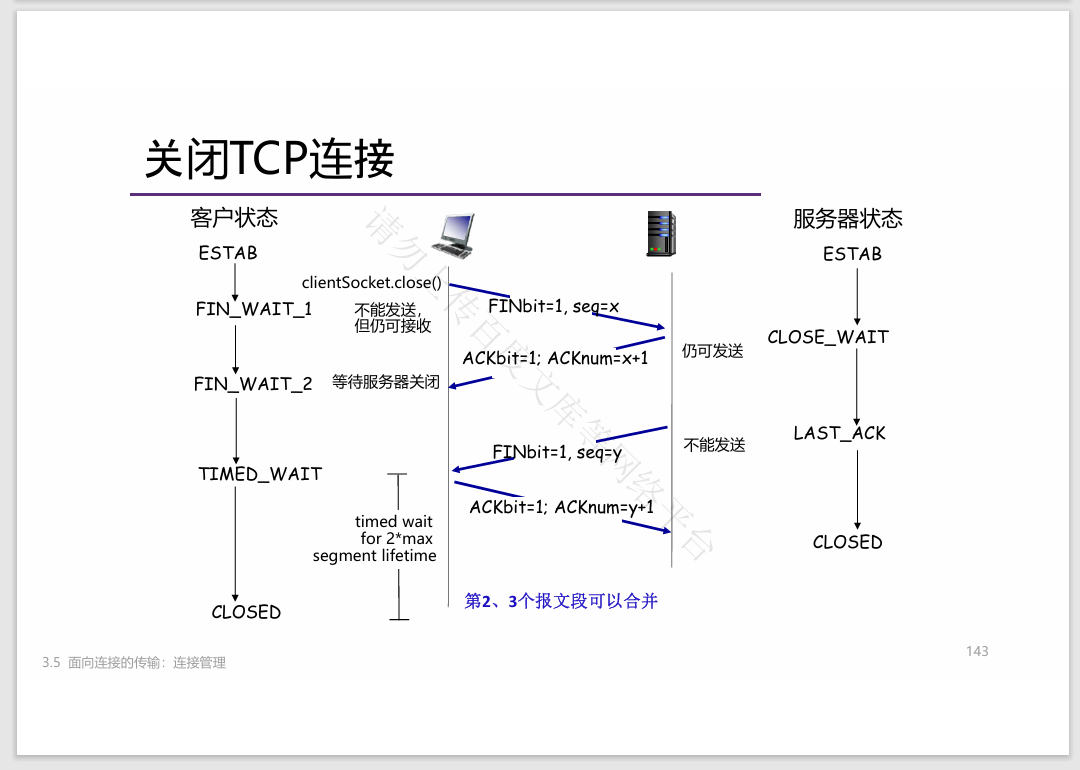 关闭TCP连接
客户状态
服务器状态
ESTAB
ESTAB
clientSocket.close()
FIN_WAIT_1
不能发送，
但仍可接收
FINbit=1, seq=x
CLOSE_WAIT
仍可发送
ACKbit=1; ACKnum=x+1
FIN_WAIT_2
等待服务器关闭
LAST_ACK
不能发送
FINbit=1, seq=y
TIMED_WAIT
ACKbit=1; ACKnum=y+1
timed wait
for 2*max
segment lifetime
CLOSED
第2、3个报文段可以合并
CLOSED
3.5 面向连接的传输：连接管理
143
请勿上传百度文库等网络平台